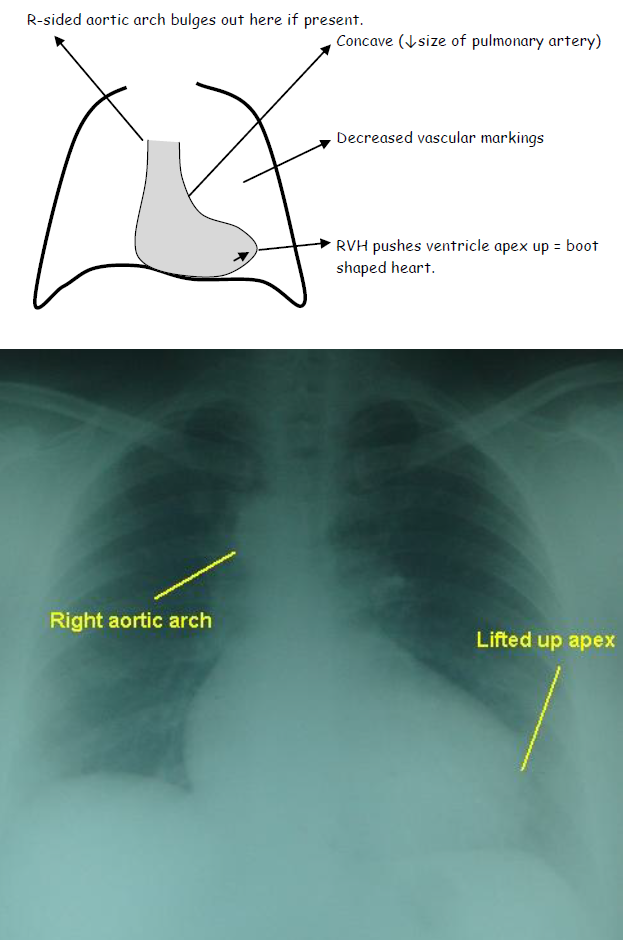 R-sided aortic arch bulges out here if present.
Concave (↓size of pulmonary artery)
Decreased vascular markings
RVH pushes ventricle apex up = boot
shaped heart.
Right aortic arch
Lifted up apex